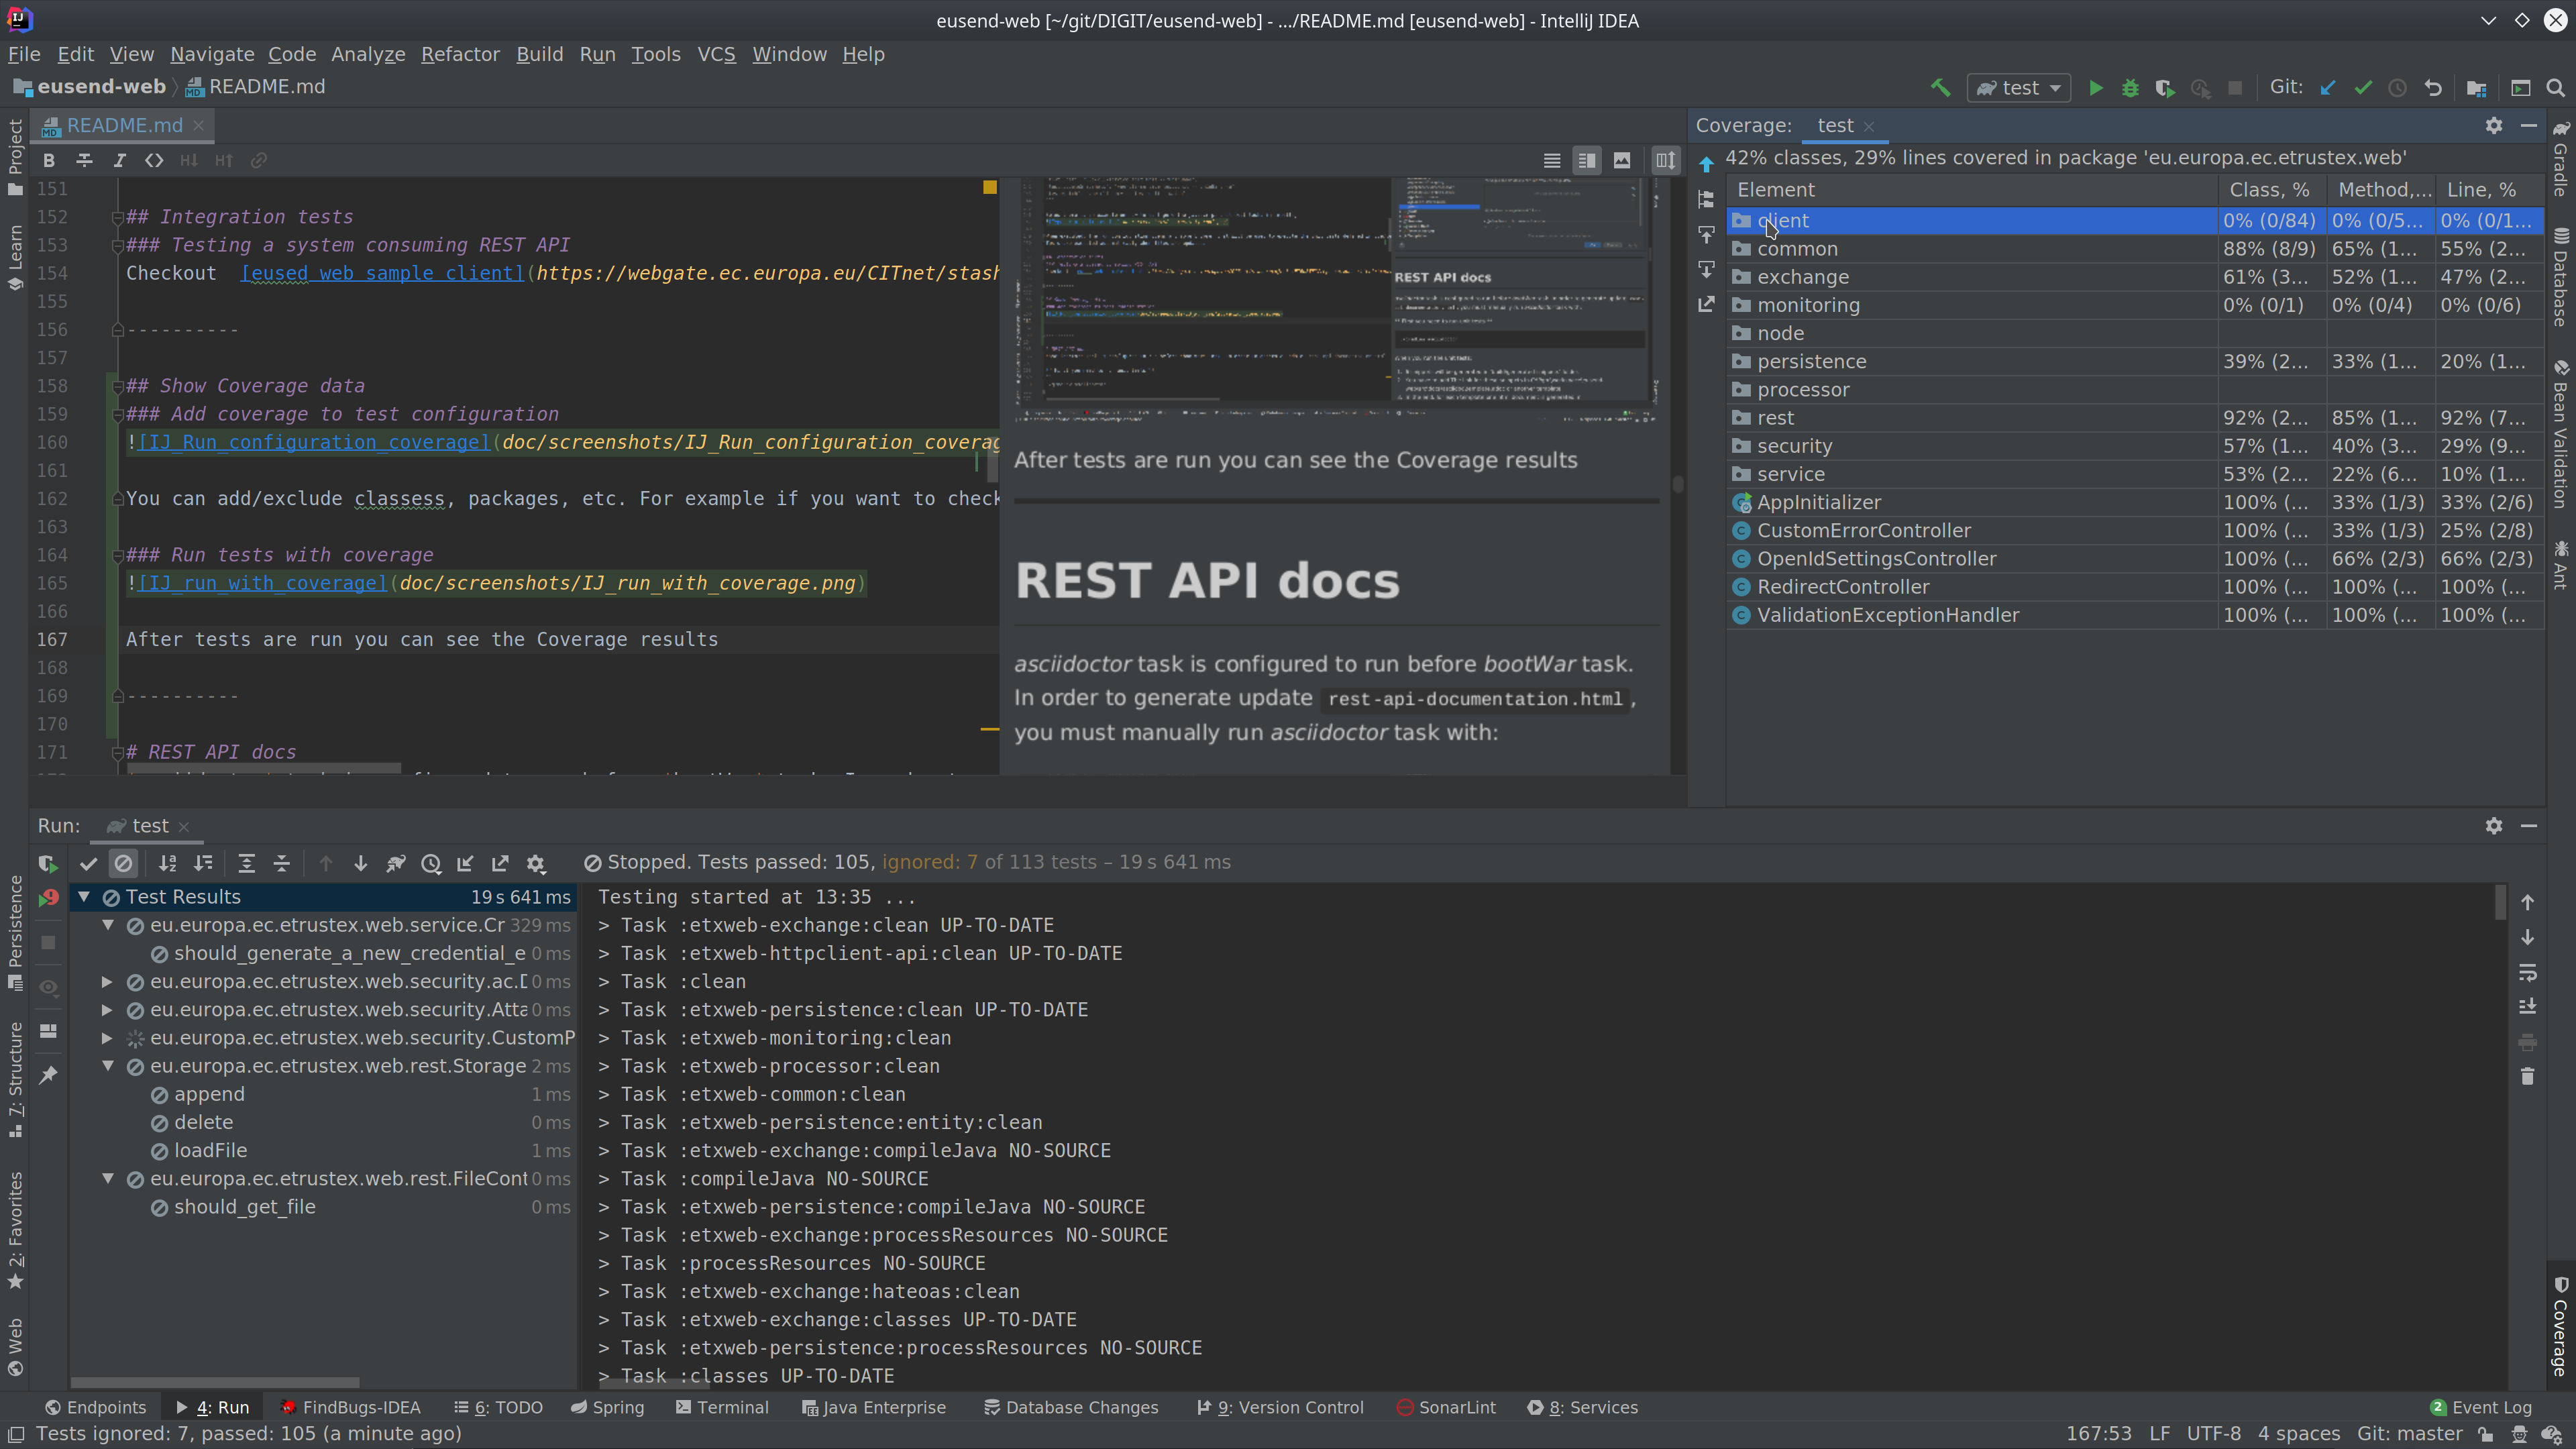 eusend-web [~/git/DIGIT/eusend-web] - .../README.md [eusend-web] - IntelliJ IDEA
File Edit View Navigate Code Analyze Refactor Build Run Tools VCS Window Help
eusend-web README.md
test
Git:
README.md
Project
Learn
Persistence
7: Structure
2: Favorites
Web
151
152 ## Integration tests
153 ### Testing a system consuming REST API
154 Checkout [eused web sample client](https://webgate.ec.europa.eu/CITnet/stash
155
156 ----------
157
158 ## Show Coverage data
159 ### Add coverage to test configuration
160 ![IJ_Run_configuration_coverage](doc/screenshots/IJ_Run_configuration_coverag
161
162 You can add/exclude classess, packages, etc. For example if you want to check
163
164 ### Run tests with coverage
165 ![IJ_run_with_coverage](doc/screenshots/IJ_run_with_coverage.png)
166
167 After tests are run you can see the Coverage results
168
169 ----------
170
171 # REST API docs
REST API docs
After tests are run you can see the Coverage results
REST API docs
asciidoctor task is configured to run before bootWar task.
In order to generate update rest-api-documentation.html,
you must manually run asciidoctor task with:
Coverage: test
42% classes, 29% lines covered in package 'eu.europa.ec.etrustex.web'
Element Class, % Method,... Line, %
client 0% (0/84) 0% (0/5... 0% (0/1...
common 88% (8/9) 65% (1... 55% (2...
exchange 61% (3... 52% (1... 47% (2...
monitoring 0% (0/1) 0% (0/4) 0% (0/6)
node
persistence 39% (2... 33% (1... 20% (1...
processor
rest 92% (2... 85% (1... 92% (7...
security 57% (1... 40% (3... 29% (9...
service 53% (2... 22% (6... 10% (1...
AppInitializer 100% (... 33% (1/3) 33% (2/6)
CustomErrorController 100% (... 33% (1/3) 25% (2/8)
OpenIdSettingsController 100% (... 66% (2/3) 66% (2/3)
RedirectController 100% (... 100% (... 100% (...
ValidationExceptionHandler 100% (... 100% (... 100% (...
Gradle
Database
Bean Validation
Ant
Coverage
Run: test
Stopped. Tests passed: 105, ignored: 7 of 113 tests – 19 s 641 ms
Test Results 19 s 641 ms
eu.europa.ec.etrustex.web.service.Cr 329 ms
should_generate_a_new_credential_e 0 ms
eu.europa.ec.etrustex.web.security.ac.D 0 ms
eu.europa.ec.etrustex.web.security.Atta 0 ms
eu.europa.ec.etrustex.web.security.CustomP
eu.europa.ec.etrustex.web.rest.Storage 2 ms
append 1 ms
delete 0 ms
loadFile 1 ms
eu.europa.ec.etrustex.web.rest.FileCont 0 ms
should_get_file 0 ms
Testing started at 13:35 ...
> Task :etxweb-exchange:clean UP-TO-DATE
> Task :etxweb-httpclient-api:clean UP-TO-DATE
> Task :clean
> Task :etxweb-persistence:clean UP-TO-DATE
> Task :etxweb-monitoring:clean
> Task :etxweb-processor:clean
> Task :etxweb-common:clean
> Task :etxweb-persistence:entity:clean
> Task :etxweb-exchange:compileJava NO-SOURCE
> Task :compileJava NO-SOURCE
> Task :etxweb-persistence:compileJava NO-SOURCE
> Task :etxweb-exchange:processResources NO-SOURCE
> Task :processResources NO-SOURCE
> Task :etxweb-exchange:hateoas:clean
> Task :etxweb-exchange:classes UP-TO-DATE
> Task :etxweb-persistence:processResources NO-SOURCE
> Task :classes UP-TO-DATE
Endpoints 4: Run FindBugs-IDEA 6: TODO Spring Terminal Java Enterprise Database Changes 9: Version Control SonarLint 8: Services 2 Event Log
Tests ignored: 7, passed: 105 (a minute ago) 167:53 LF UTF-8 4 spaces Git: master